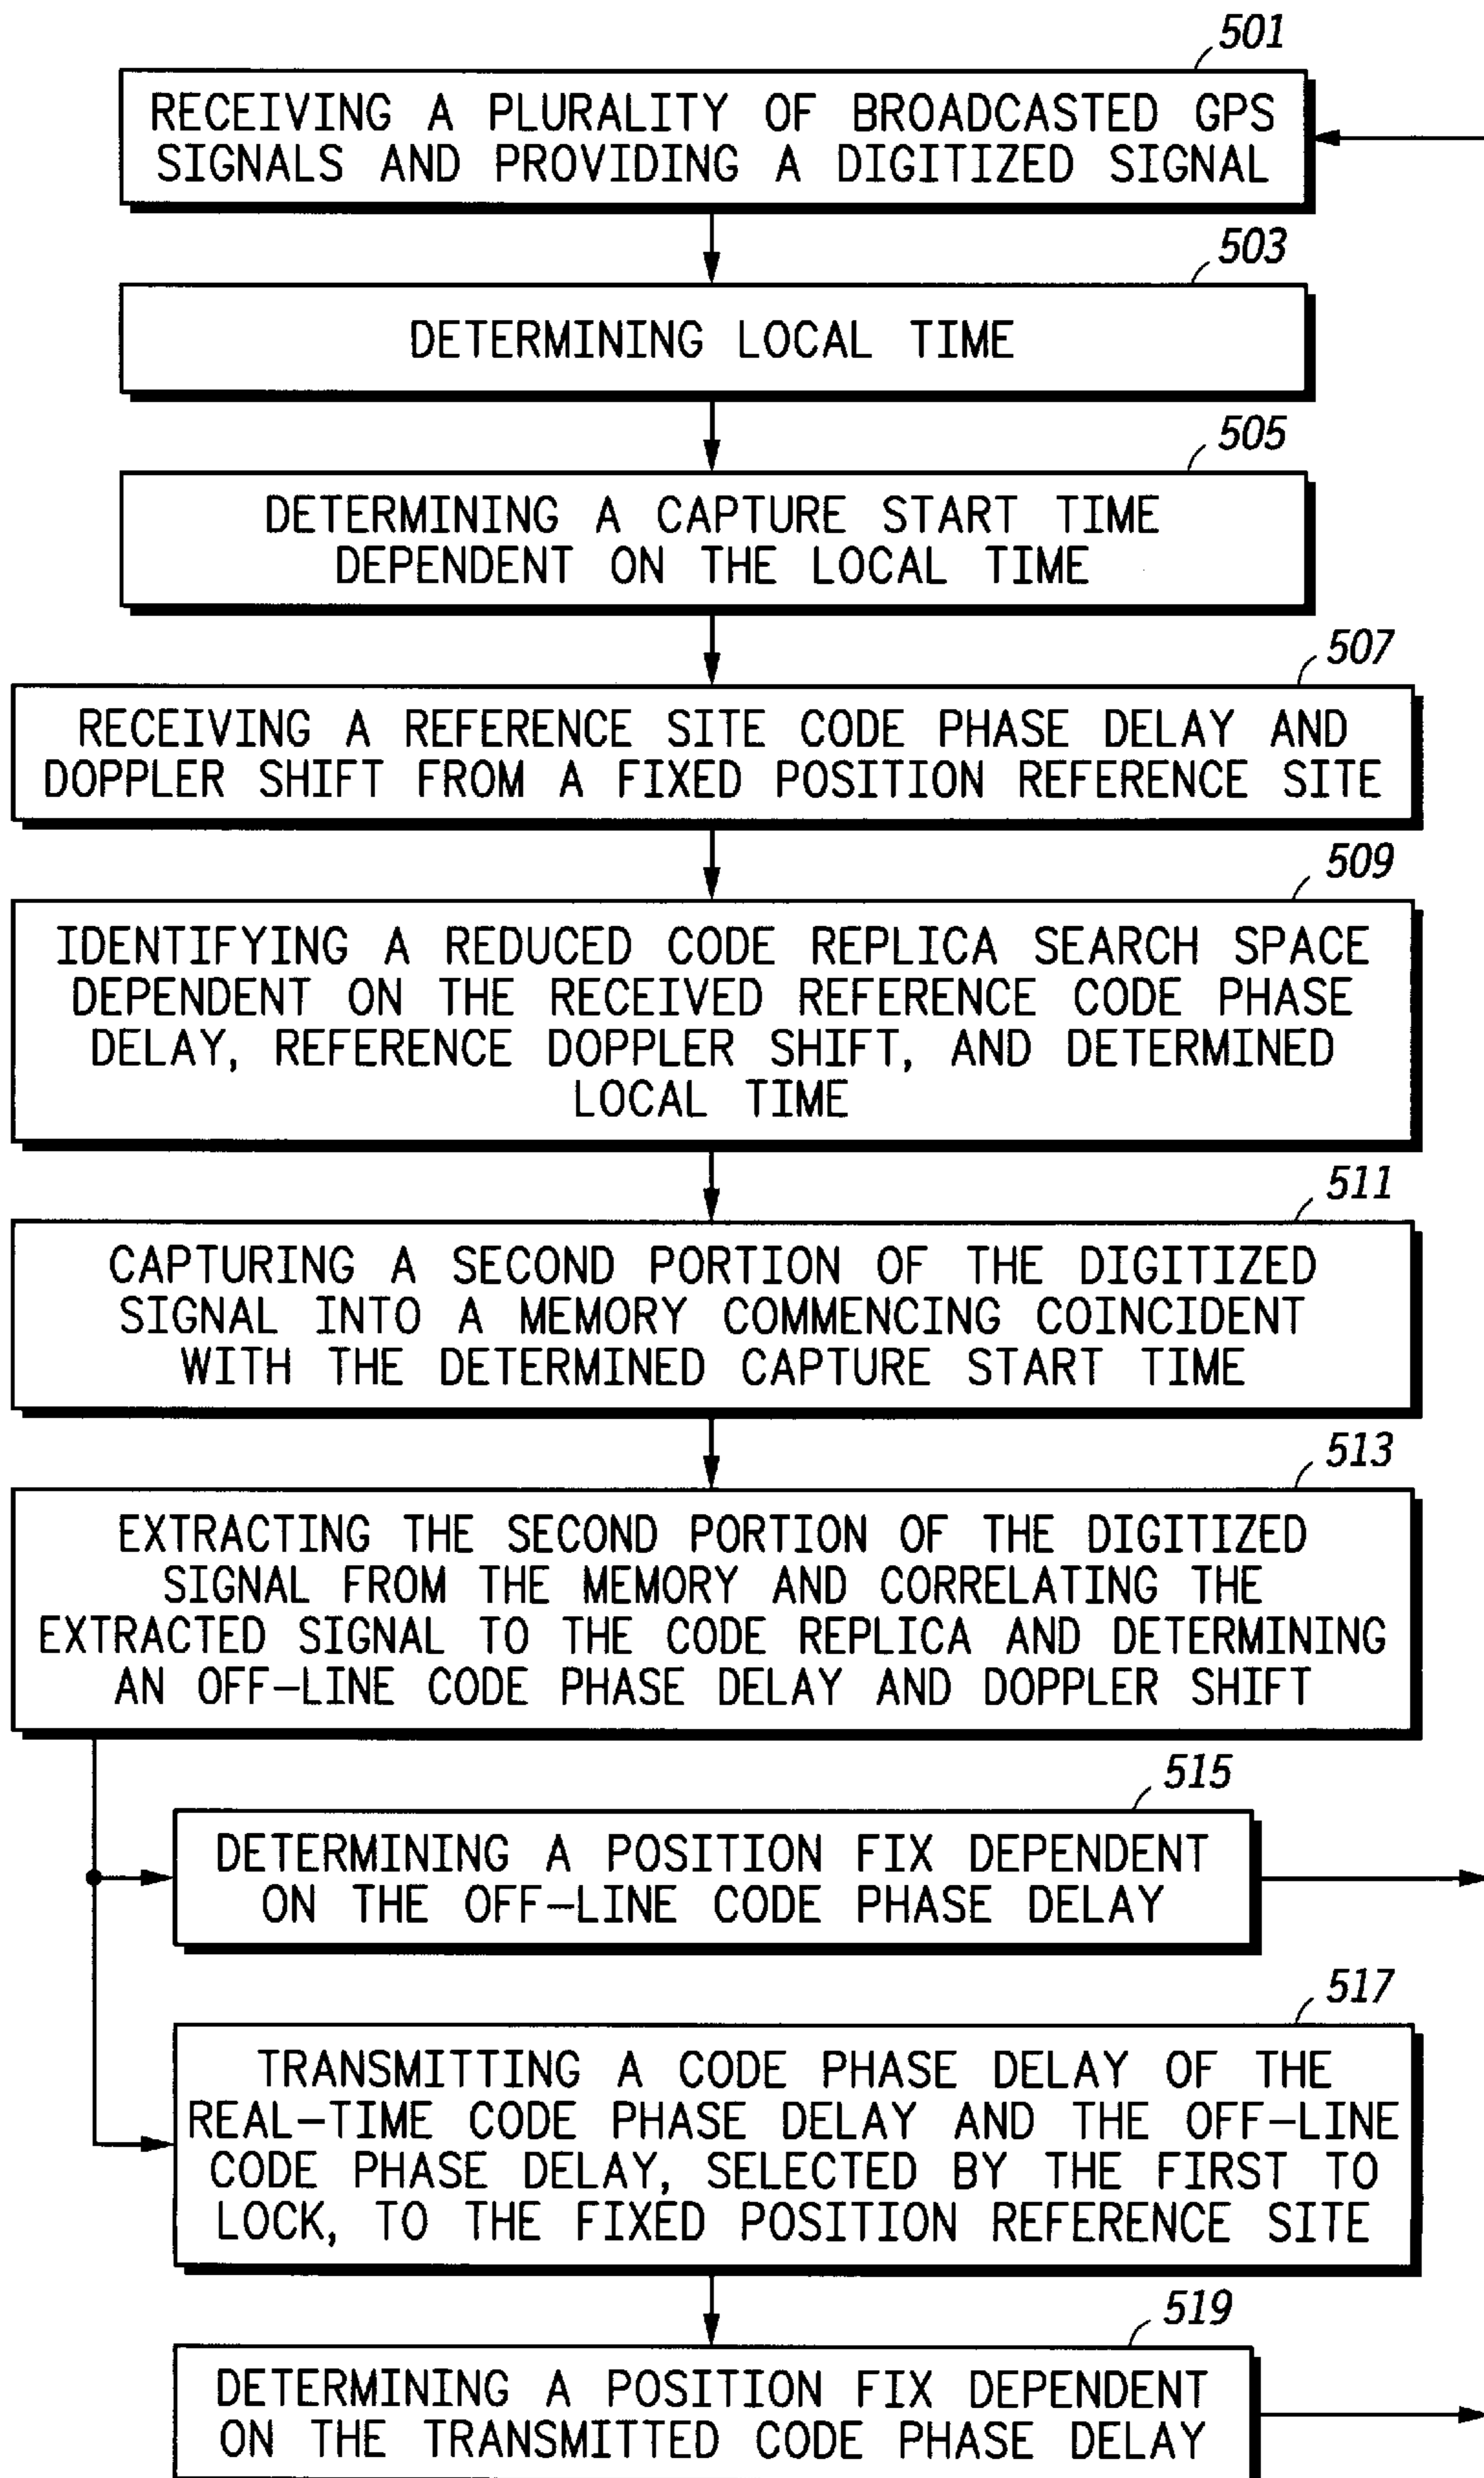 501
RECEIVING A PLURALITY OF BROADCASTED GPS
SIGNALS AND PROVIDING A DIGITIZED SIGNAL
503
DETERMINING LOCAL TIME
505
DETERMINING A CAPTURE START TIME
DEPENDENT ON THE LOCAL TIME
507
RECEIVING A REFERENCE SITE CODE PHASE DELAY AND
DOPPLER SHIFT FROM A FIXED POSITION REFERENCE SITE
509
IDENTIFYING A REDUCED CODE REPLICA SEARCH SPACE
DEPENDENT ON THE RECEIVED REFERENCE CODE PHASE
DELAY, REFERENCE DOPPLER SHIFT, AND DETERMINED
LOCAL TIME
511
CAPTURING A SECOND PORTION OF THE DIGITIZED
SIGNAL INTO A MEMORY COMMENCING COINCIDENT
WITH THE DETERMINED CAPTURE START TIME
513
EXTRACTING THE SECOND PORTION OF THE DIGITIZED
SIGNAL FROM THE MEMORY AND CORRELATING THE
EXTRACTED SIGNAL TO THE CODE REPLICA AND DETERMINING
AN OFF-LINE CODE PHASE DELAY AND DOPPLER SHIFT
515
DETERMINING A POSITION FIX DEPENDENT
ON THE OFF-LINE CODE PHASE DELAY
517
TRANSMITTING A CODE PHASE DELAY OF THE
REAL-TIME CODE PHASE DELAY AND THE OFF-LINE
CODE PHASE DELAY, SELECTED BY THE FIRST TO
LOCK, TO THE FIXED POSITION REFERENCE SITE
519
DETERMINING A POSITION FIX DEPENDENT
ON THE TRANSMITTED CODE PHASE DELAY